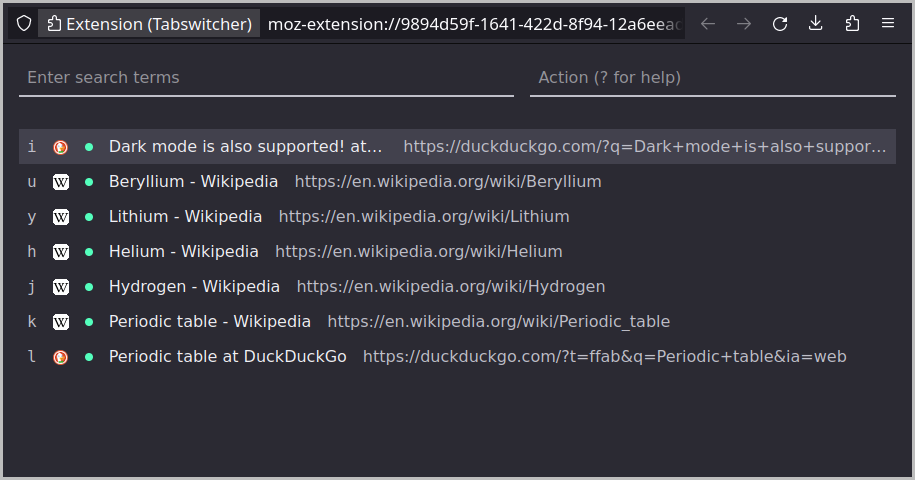 Extension (Tabswitcher) moz-extension://9894d59f-1641-422d-8f94-12a6eeac
Enter search terms Action (? for help)
i Dark mode is also supported! at… https://duckduckgo.com/?q=Dark+mode+is+also+suppor…
u W Beryllium - Wikipedia https://en.wikipedia.org/wiki/Beryllium
y W Lithium - Wikipedia https://en.wikipedia.org/wiki/Lithium
h W Helium - Wikipedia https://en.wikipedia.org/wiki/Helium
j W Hydrogen - Wikipedia https://en.wikipedia.org/wiki/Hydrogen
k W Periodic table - Wikipedia https://en.wikipedia.org/wiki/Periodic_table
l Periodic table at DuckDuckGo https://duckduckgo.com/?t=ffab&q=Periodic+table&ia=web